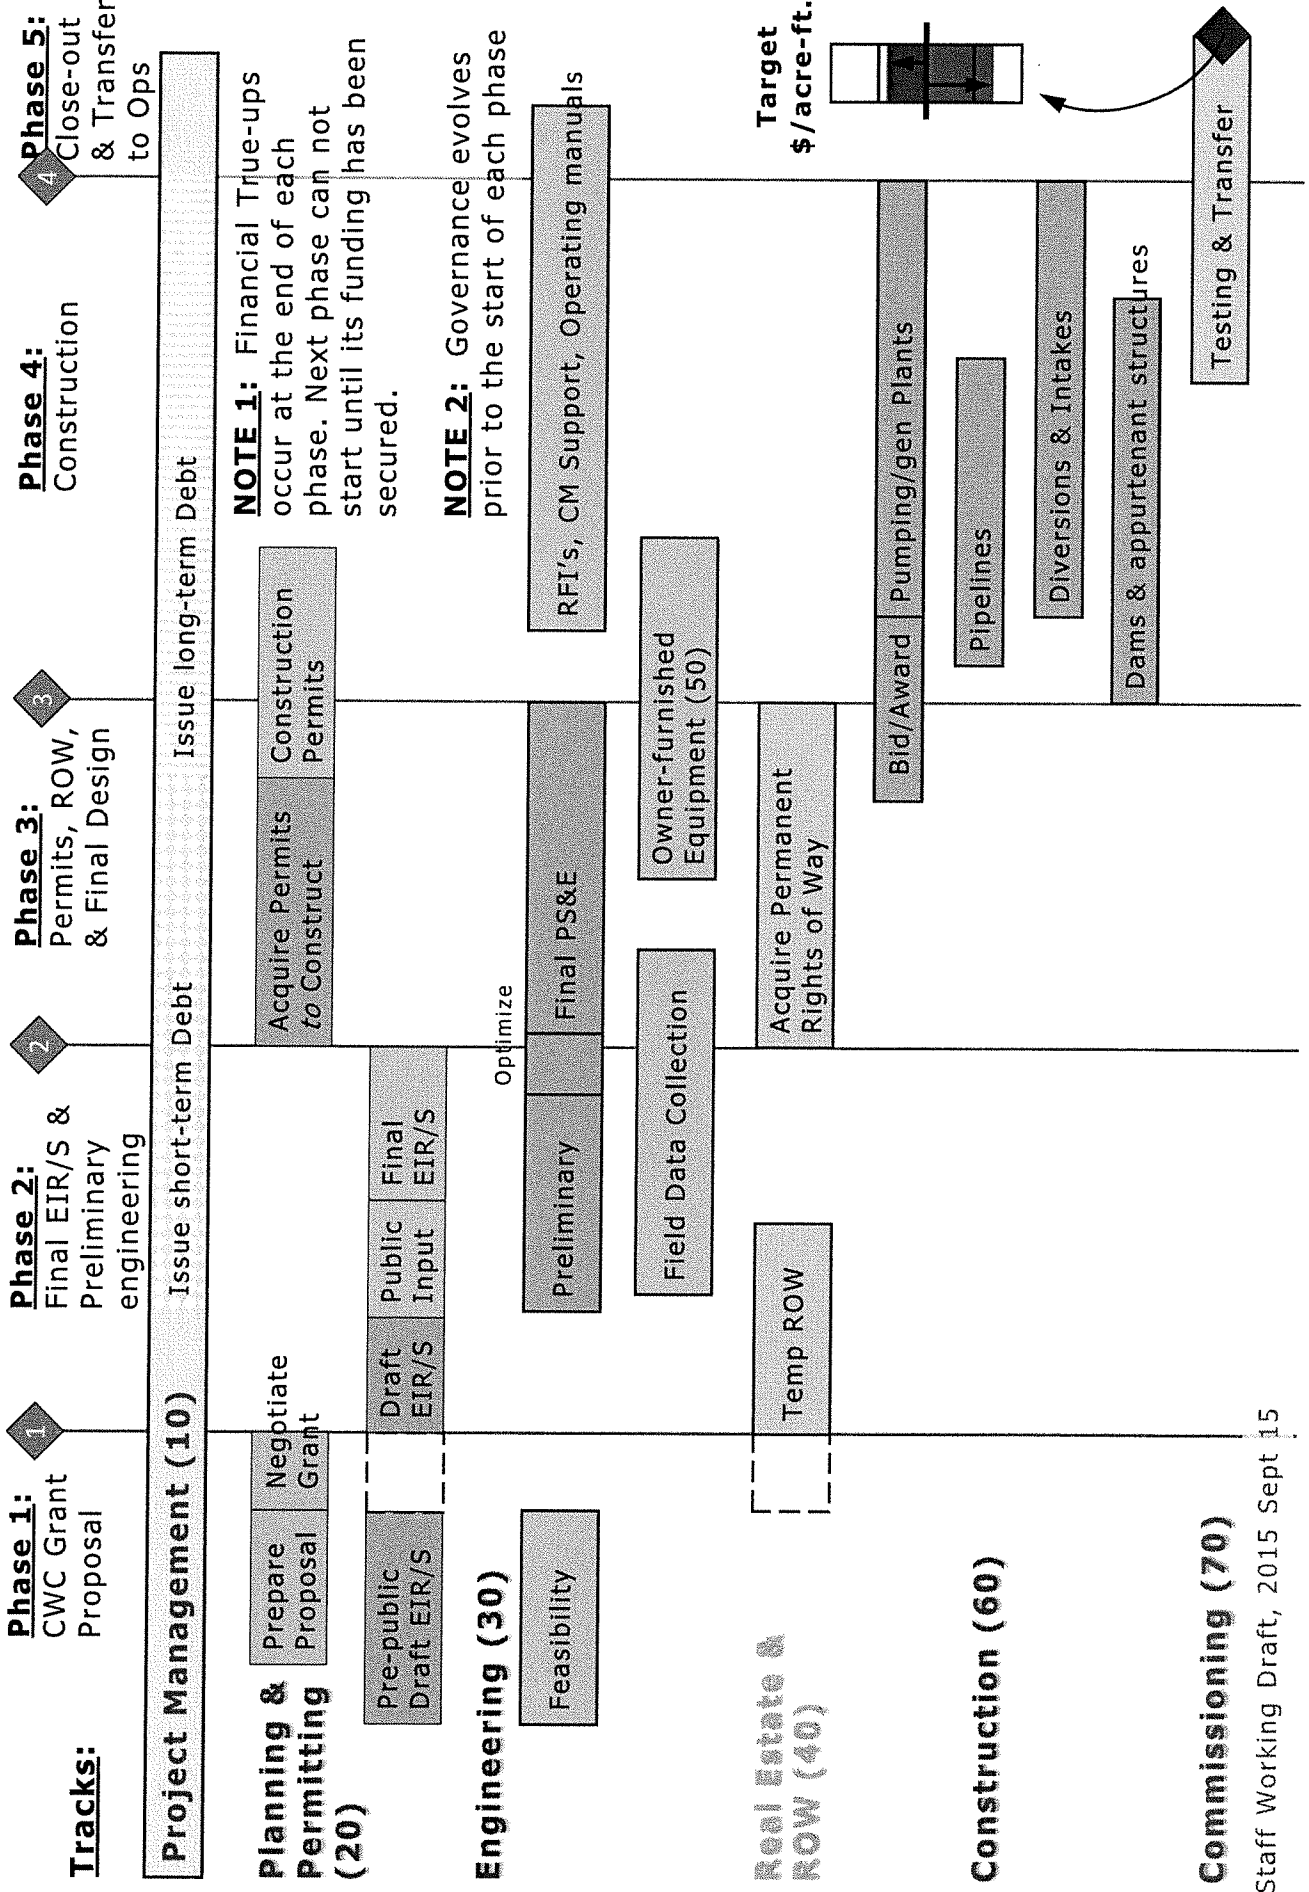 Tracks:
Phase 1:
CWC Grant
Proposal
1
Phase 2:
Final EIR/S &
Preliminary
engineering
2
Phase 3:
Permits, ROW,
& Final Design
3
Phase 4:
Construction
4
Phase 5:
Close-out
& Transfer
to Ops
Project Management (10)
Issue short-term Debt
Issue long-term Debt
Planning &
Permitting
(20)
Prepare
Proposal
Negotiate
Grant
Acquire Permits
to Construct
Construction
Permits
Pre-public
Draft EIR/S
Draft
EIR/S
Public
Input
Final
EIR/S
NOTE 1: Financial True-ups
occur at the end of each
phase. Next phase can not
start until its funding has been
secured.
NOTE 2: Governance evolves
prior to the start of each phase
Engineering (30)
Optimize
Feasibility
Preliminary
Final PS&E
RFI's, CM Support, Operating manuals
Field Data Collection
Owner-furnished
Equipment (50)
Real Estate &
ROW (40)
Temp ROW
Acquire Permanent
Rights of Way
Target
$/acre-ft.
Construction (60)
Bid/Award
Pumping/gen Plants
Pipelines
Diversions & Intakes
Dams & appurtenant structures
Commissioning (70)
Testing & Transfer
Staff Working Draft, 2015 Sept 15